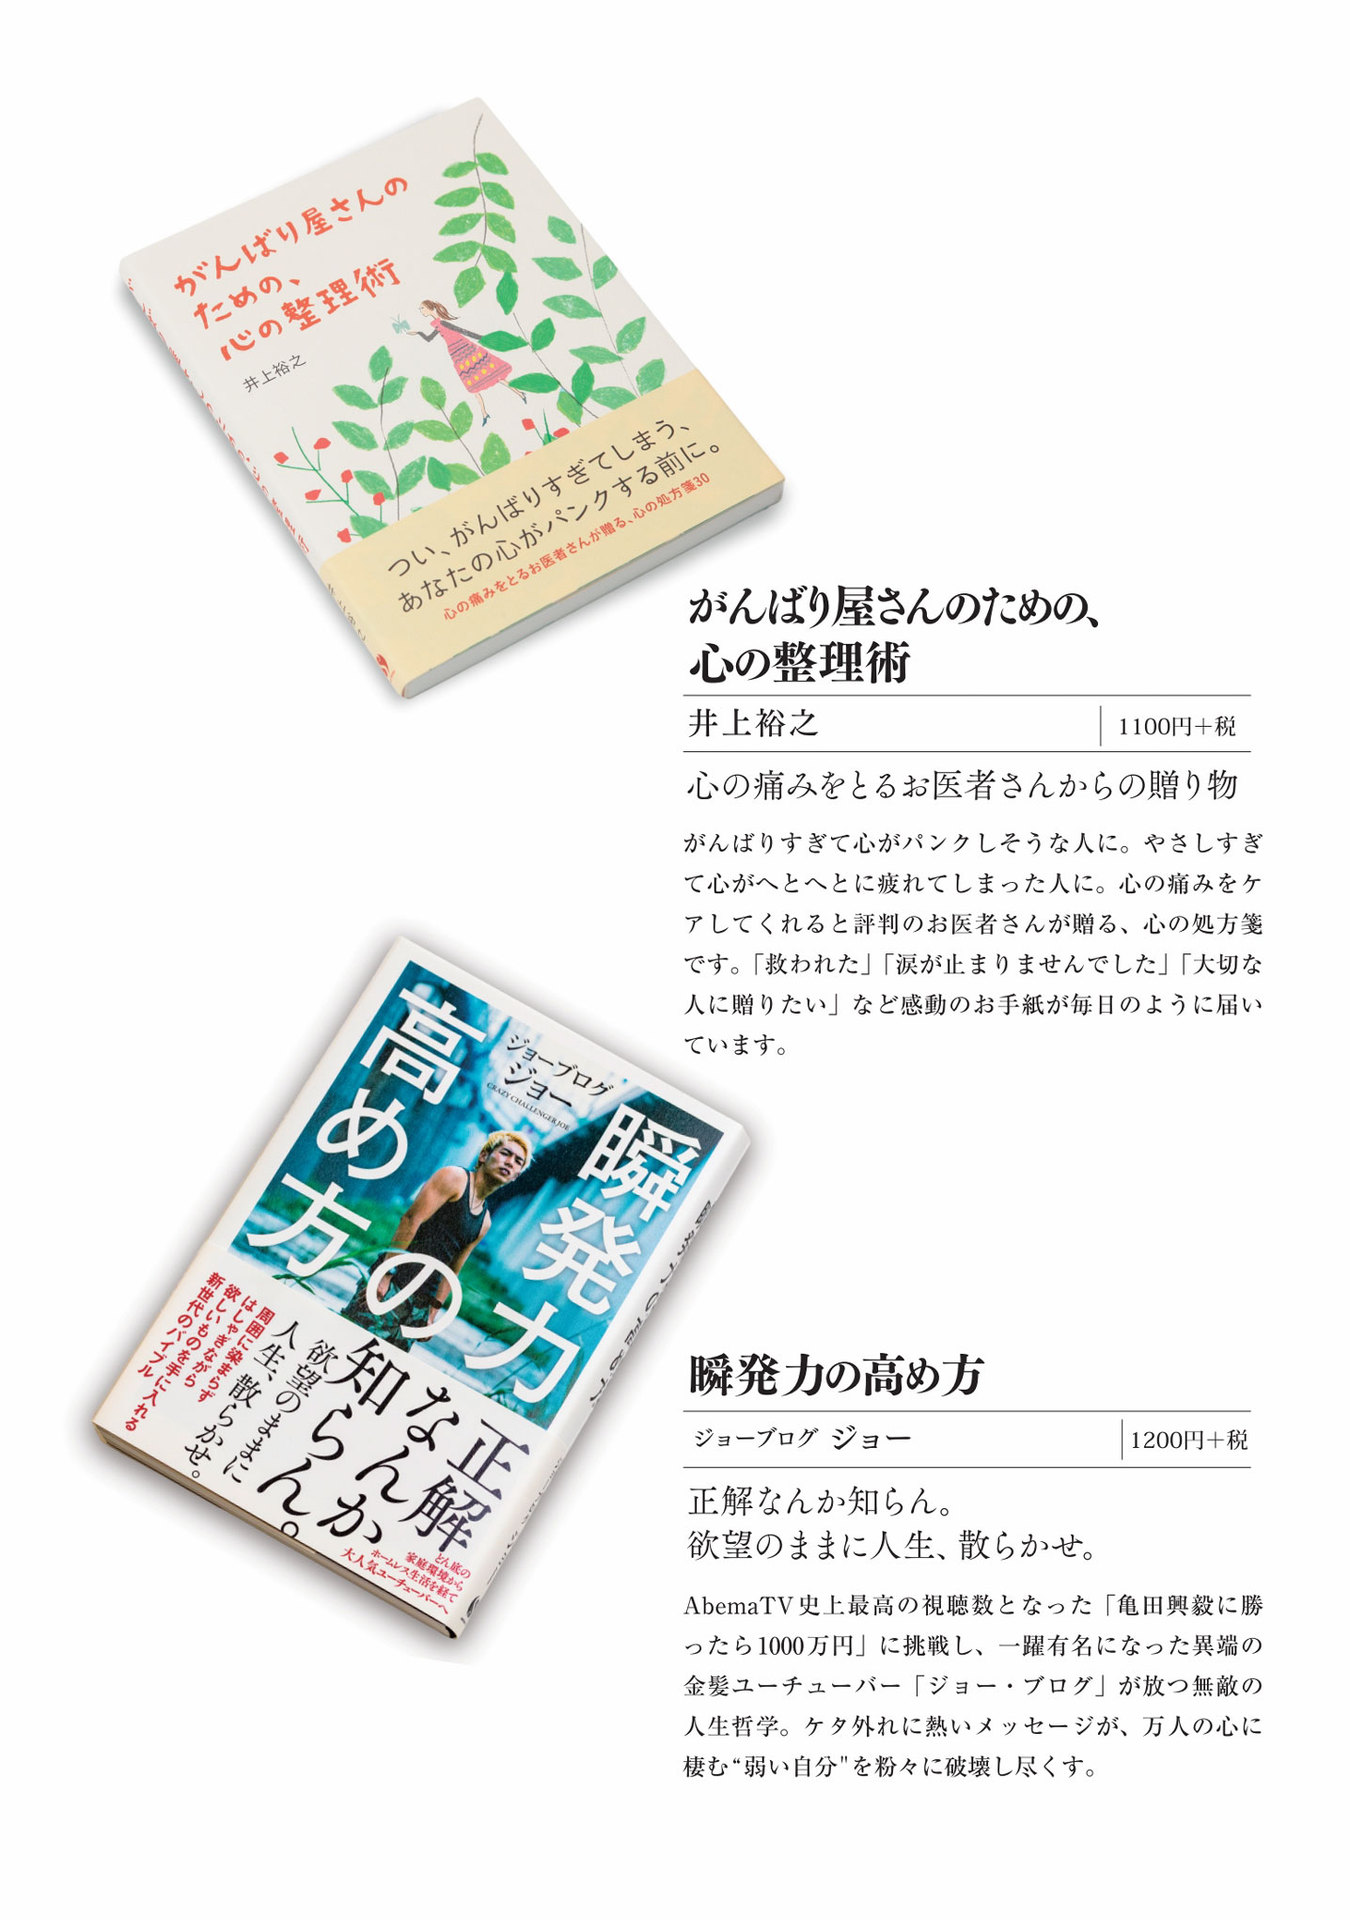 がんばり屋さんの
ための、
心の整理術
井上裕之
つい、がんばりすぎてしまう、
あなたの心がパンクする前に。
心の痛みをとるお医者さんが贈る、心の処方箋30
がんばり屋さんのための、
心の整理術
井上裕之
1100円＋税
心の痛みをとるお医者さんからの贈り物
がんばりすぎて心がパンクしそうな人に。やさしすぎ
て心がへとへとに疲れてしまった人に。心の痛みをケ
アしてくれると評判のお医者さんが贈る、心の処方箋
です。「救われた」「涙が止まりませんでした」「大切な
人に贈りたい」など感動のお手紙が毎日のように届い
ています。
瞬発力
の
高め方
ジョーブログ
ジョー
CRAZY CHALLENGER JOE
正解
なんか
知らん。
欲望のままに
人生、散らかせ。
周囲に染まらず
はしゃぎながら
欲しいものを手に入れる
新世代のバイブル
どん底の
家庭環境から
ホームレス生活を経て
大人気ユーチューバーへ
瞬発力の高め方
ジョーブログ ジョー
1200円＋税
正解なんか知らん。
欲望のままに人生、散らかせ。
AbemaTV史上最高の視聴数となった「亀田興毅に勝
ったら1000万円」に挑戦し、一躍有名になった異端の
金髪ユーチューバー「ジョー・ブログ」が放つ無敵の
人生哲学。ケタ外れに熱いメッセージが、万人の心に
棲む“弱い自分"を粉々に破壊し尽くす。